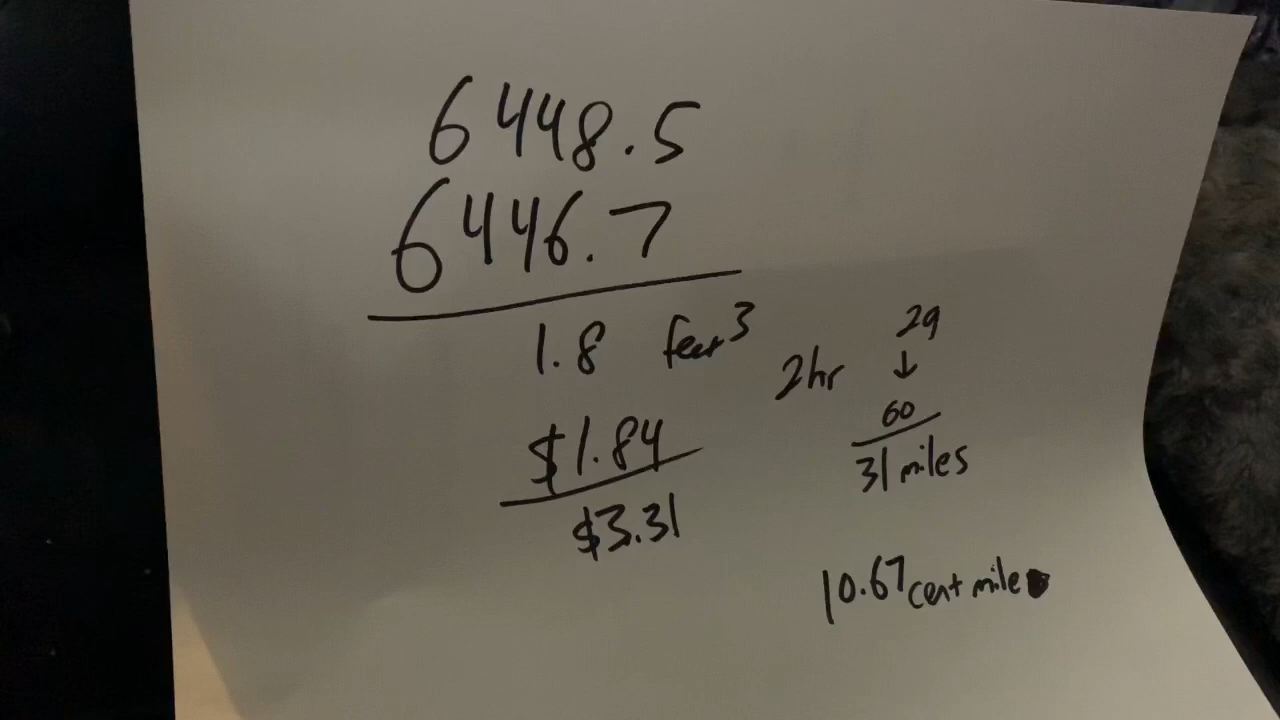 6448.5
6446.7
1.8 feet3
$1.84
$3.31
2hr
29
↓
60
31 miles
10.67 cent mile